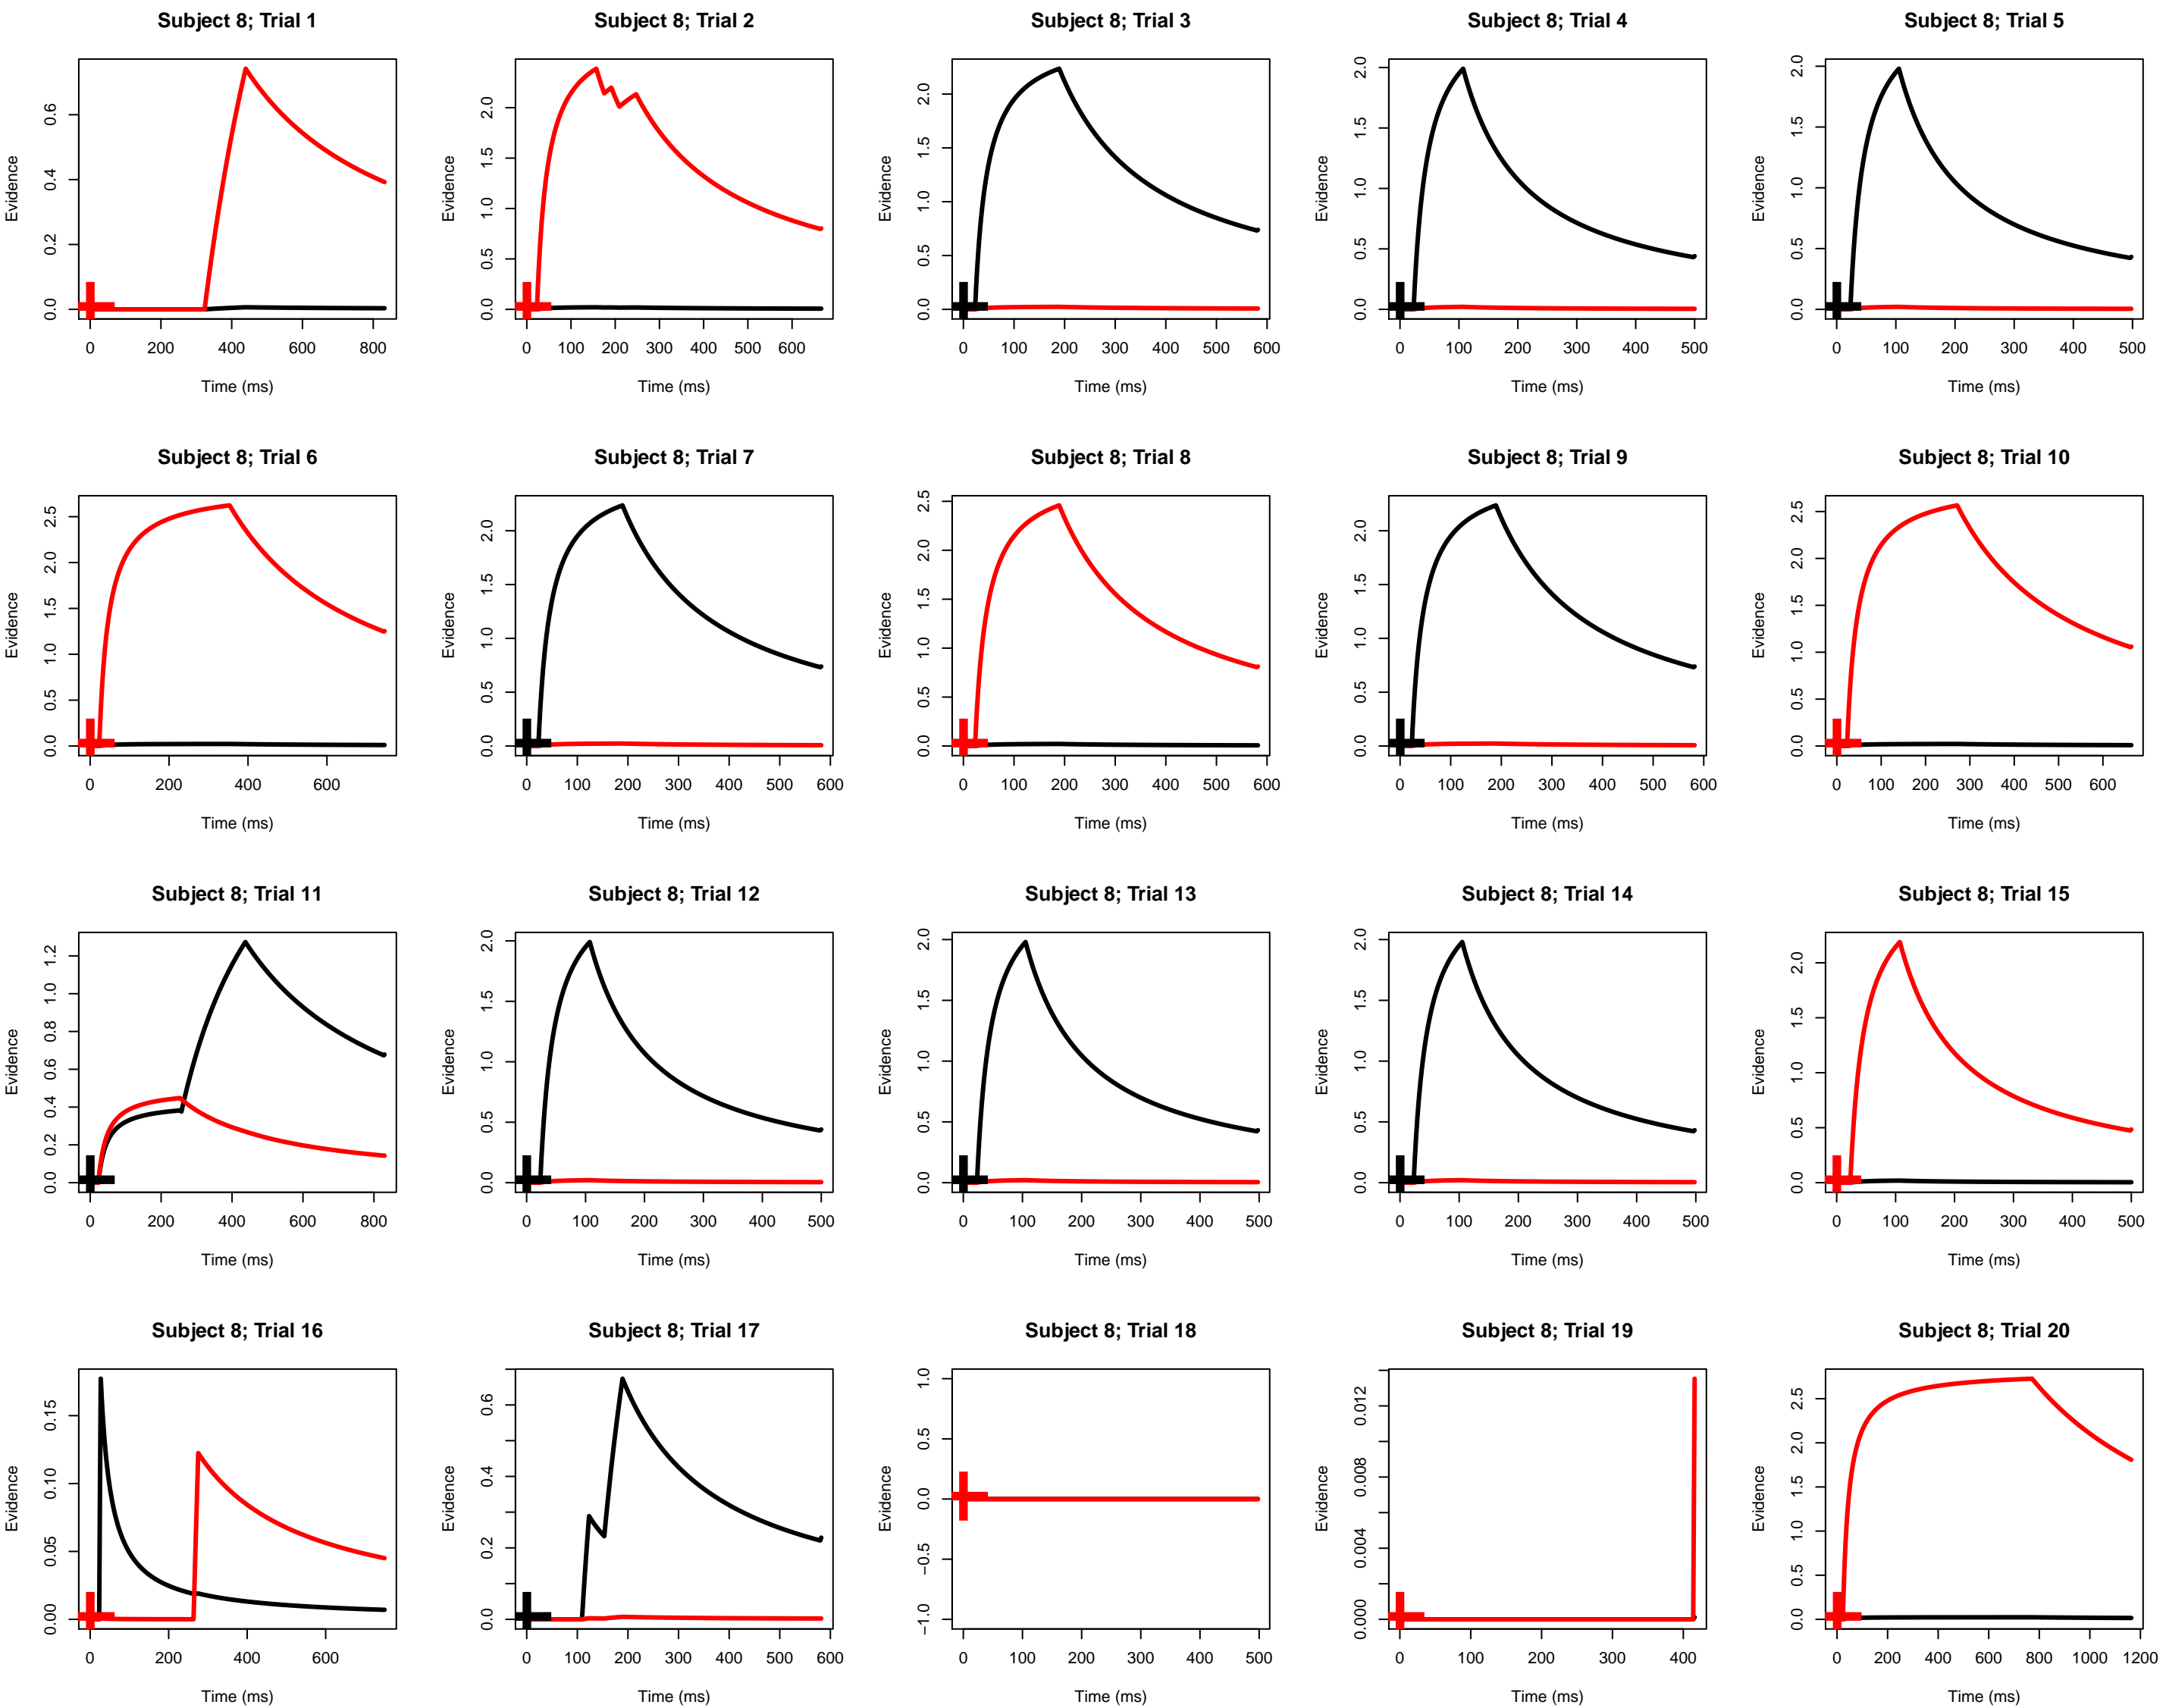 Subject 8; Trial 1
Subject 8; Trial 2
Subject 8; Trial 3
Subject 8; Trial 4
Subject 8; Trial 5
Evidence
0.0 0.2 0.4 0.6
0 200 400 600 800
Time (ms)
Evidence
0.0 0.5 1.0 1.5 2.0
0 100 200 300 400 500 600
Time (ms)
Evidence
0.0 0.5 1.0 1.5 2.0
0 100 200 300 400 500 600
Time (ms)
Evidence
0.0 0.5 1.0 1.5 2.0
0 100 200 300 400 500
Time (ms)
Evidence
0.0 0.5 1.0 1.5 2.0
0 100 200 300 400 500
Time (ms)
Subject 8; Trial 6
Subject 8; Trial 7
Subject 8; Trial 8
Subject 8; Trial 9
Subject 8; Trial 10
Evidence
0.0 0.5 1.0 1.5 2.0 2.5
0 200 400 600
Time (ms)
Evidence
0.0 0.5 1.0 1.5 2.0
0 100 200 300 400 500 600
Time (ms)
Evidence
0.0 0.5 1.0 1.5 2.0 2.5
0 100 200 300 400 500 600
Time (ms)
Evidence
0.0 0.5 1.0 1.5 2.0
0 100 200 300 400 500 600
Time (ms)
Evidence
0.0 0.5 1.0 1.5 2.0 2.5
0 100 200 300 400 500 600
Time (ms)
Subject 8; Trial 11
Subject 8; Trial 12
Subject 8; Trial 13
Subject 8; Trial 14
Subject 8; Trial 15
Evidence
0.0 0.2 0.4 0.6 0.8 1.0 1.2
0 200 400 600 800
Time (ms)
Evidence
0.0 0.5 1.0 1.5 2.0
0 100 200 300 400 500
Time (ms)
Evidence
0.0 0.5 1.0 1.5 2.0
0 100 200 300 400 500
Time (ms)
Evidence
0.0 0.5 1.0 1.5 2.0
0 100 200 300 400 500
Time (ms)
Evidence
0.0 0.5 1.0 1.5 2.0
0 100 200 300 400 500
Time (ms)
Subject 8; Trial 16
Subject 8; Trial 17
Subject 8; Trial 18
Subject 8; Trial 19
Subject 8; Trial 20
Evidence
0.00 0.05 0.10 0.15
0 200 400 600
Time (ms)
Evidence
0.0 0.2 0.4 0.6
0 100 200 300 400 500 600
Time (ms)
Evidence
−1.0 −0.5 0.0 0.5 1.0
0 100 200 300 400 500
Time (ms)
Evidence
0.000 0.004 0.008 0.012
0 100 200 300 400
Time (ms)
Evidence
0.0 0.5 1.0 1.5 2.0 2.5
0 200 400 600 800 1000 1200
Time (ms)